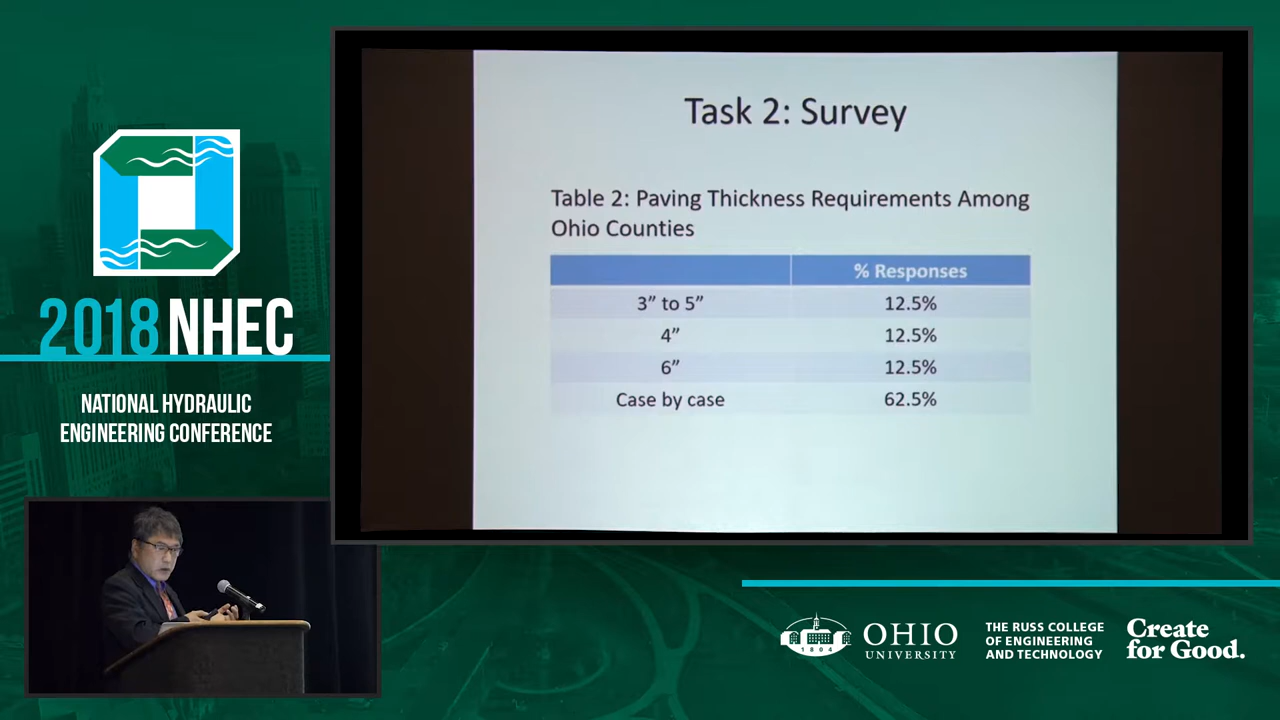 Task 2: Survey
Table 2: Paving Thickness Requirements Among
Ohio Counties
% Responses
3” to 5” 12.5%
4” 12.5%
6” 12.5%
Case by case 62.5%
2018 NHEC
NATIONAL HYDRAULIC
ENGINEERING CONFERENCE
1804
OHIO
UNIVERSITY
THE RUSS COLLEGE
OF ENGINEERING
AND TECHNOLOGY
Create
for Good.